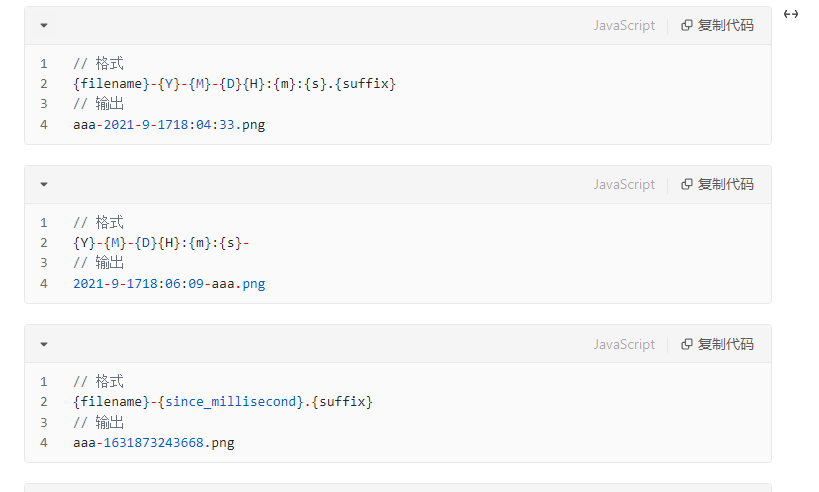 JavaScript 复制代码
1 // 格式
2 {filename}-{Y}-{M}-{D}{H}:{m}:{s}.{suffix}
3 // 输出
4 aaa-2021-9-1718:04:33.png
JavaScript 复制代码
1 // 格式
2 {Y}-{M}-{D}{H}:{m}:{s}-
3 // 输出
4 2021-9-1718:06:09-aaa.png
JavaScript 复制代码
1 // 格式
2 {filename}-{since_millisecond}.{suffix}
3 // 输出
4 aaa-1631873243668.png